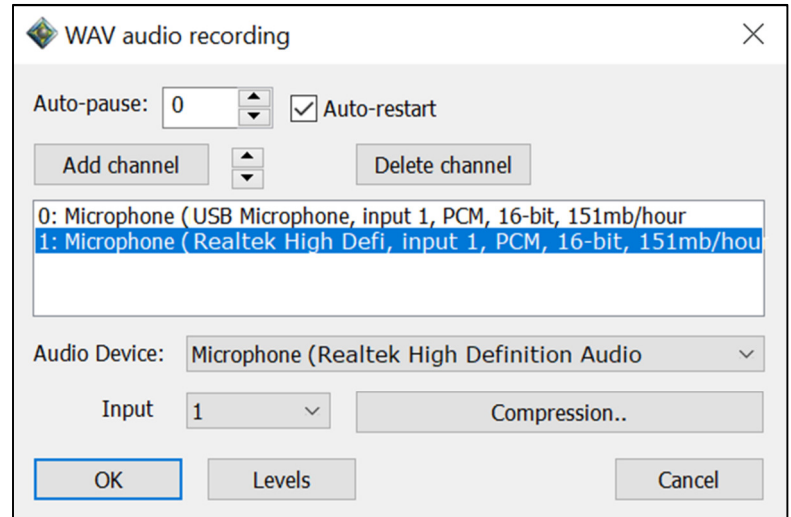 WAV audio recording
Auto-pause: 0 Auto-restart
Add channel Delete channel
0: Microphone (USB Microphone, input 1, PCM, 16-bit, 151mb/hour
1: Microphone (Realtek High Defi, input 1, PCM, 16-bit, 151mb/hou
Audio Device: Microphone (Realtek High Definition Audio
Input 1 Compression..
OK Levels Cancel